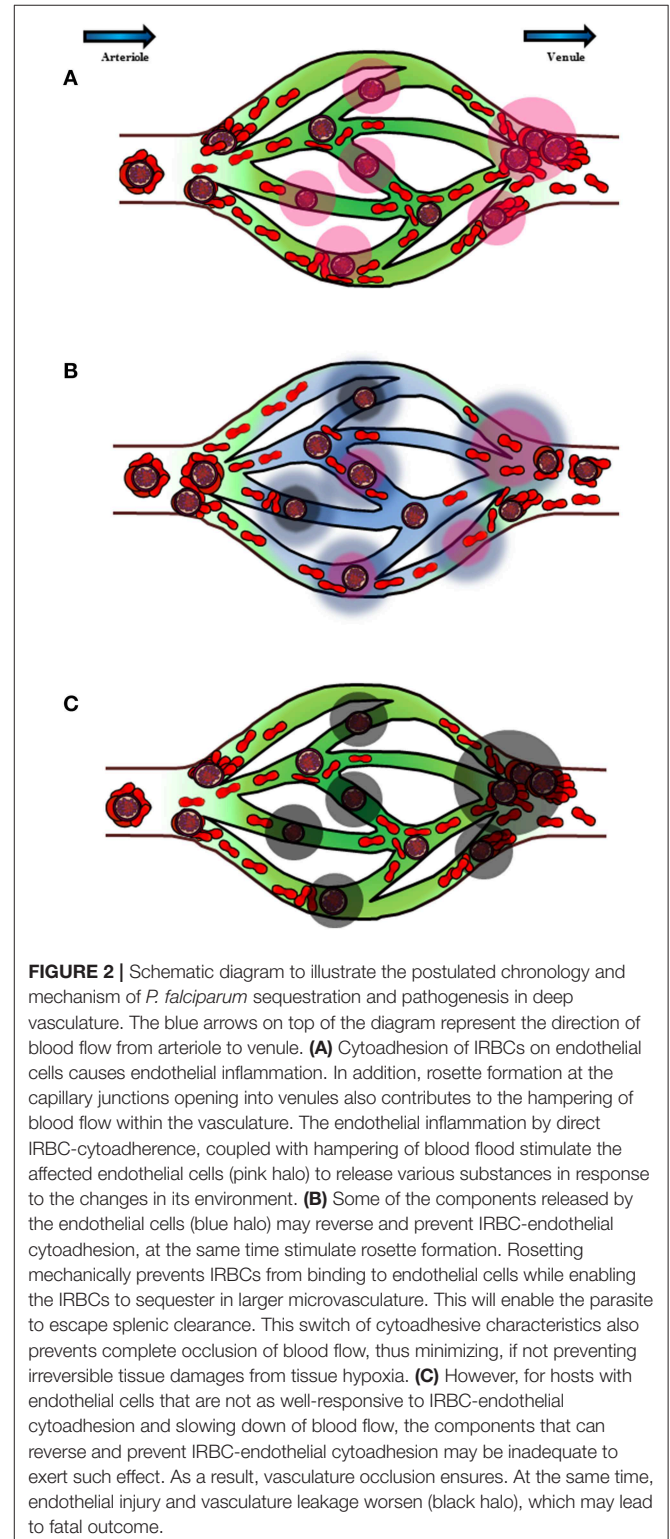 Arteriole
Venule
A
B
C
FIGURE 2 | Schematic diagram to illustrate the postulated chronology and
mechanism of P. falciparum sequestration and pathogenesis in deep
vasculature. The blue arrows on top of the diagram represent the direction of
blood flow from arteriole to venule. (A) Cytoadhesion of IRBCs on endothelial
cells causes endothelial inflammation. In addition, rosette formation at the
capillary junctions opening into venules also contributes to the hampering of
blood flow within the vasculature. The endothelial inflammation by direct
IRBC-cytoadherence, coupled with hampering of blood flood stimulate the
affected endothelial cells (pink halo) to release various substances in response
to the changes in its environment. (B) Some of the components released by
the endothelial cells (blue halo) may reverse and prevent IRBC-endothelial
cytoadhesion, at the same time stimulate rosette formation. Rosetting
mechanically prevents IRBCs from binding to endothelial cells while enabling
the IRBCs to sequester in larger microvasculature. This will enable the parasite
to escape splenic clearance. This switch of cytoadhesive characteristics also
prevents complete occlusion of blood flow, thus minimizing, if not preventing
irreversible tissue damages from tissue hypoxia. (C) However, for hosts with
endothelial cells that are not as well-responsive to IRBC-endothelial
cytoadhesion and slowing down of blood flow, the components that can
reverse and prevent IRBC-endothelial cytoadhesion may be inadequate to
exert such effect. As a result, vasculature occlusion ensures. At the same time,
endothelial injury and vasculature leakage worsen (black halo), which may lead
to fatal outcome.